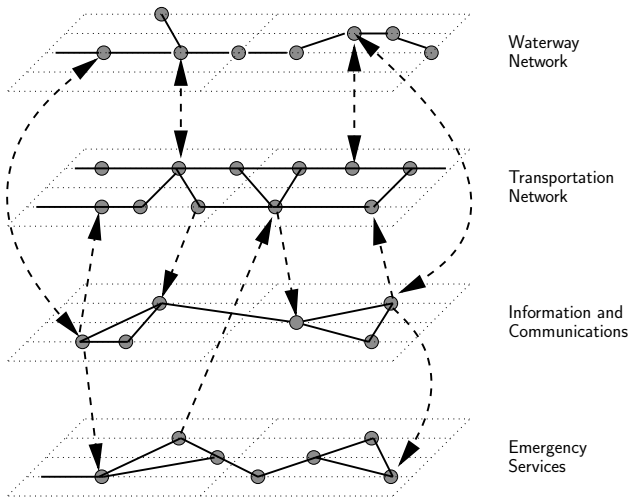 Waterway
Network
Transportation
Network
Information and
Communications
Emergency
Services